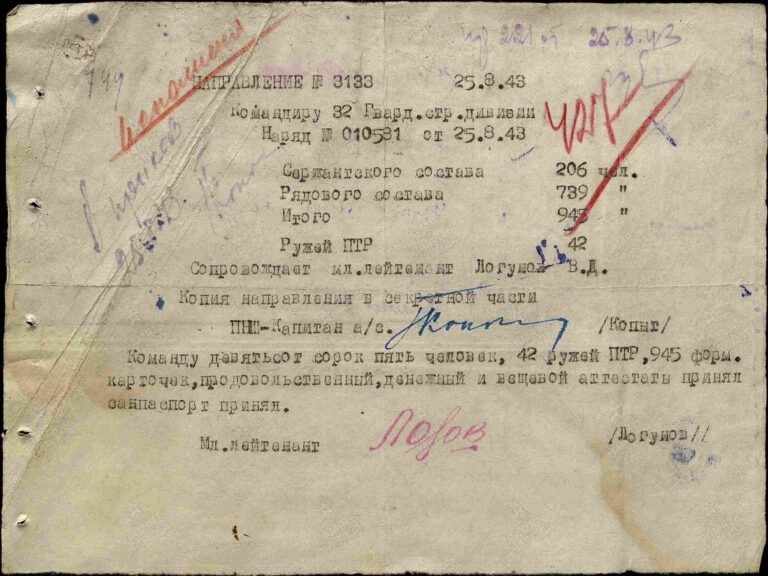 25.8.43
749
НАПРАВЛЕНИЕ № 3133 25.8.43
Командиру 32 Гвард.стр.дивизии
Наряд № 010581 от 25.8.43
Сержантского состава 206 чел.
Рядового состава 739 "
Итого 945 "
Ружей ПТР 42
Сопровождает мл.лейтенант Логунов В.Д.
Копия направления в секретной части
ПНШ-Капитан а/с. /Копыт/
Команду девятьсот сорок пять человек, 42 ружей ПТР,945 форм.
карточек,продовольственный,денежный и вещевой аттестаты принял
санпаспорт принял.
Мл.лейтенант /Логунов//